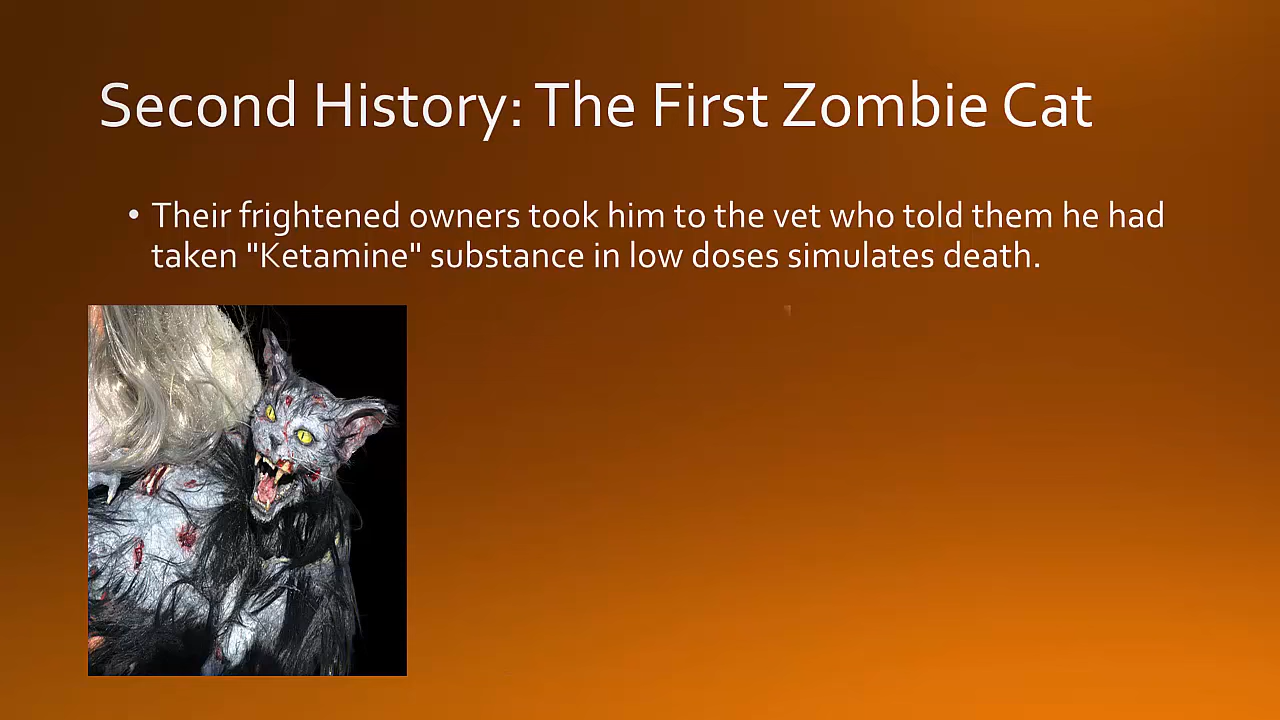 Second History: The First Zombie Cat
• Their frightened owners took him to the vet who told them he had
taken "Ketamine" substance in low doses simulates death.